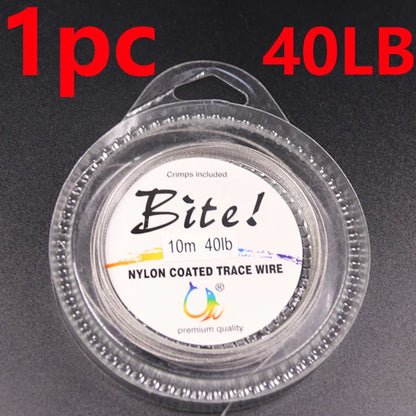 1pc 40LB
Crimps included
Bite!
10m 40lb
NYLON COATED TRACE WIRE
®
premium quality